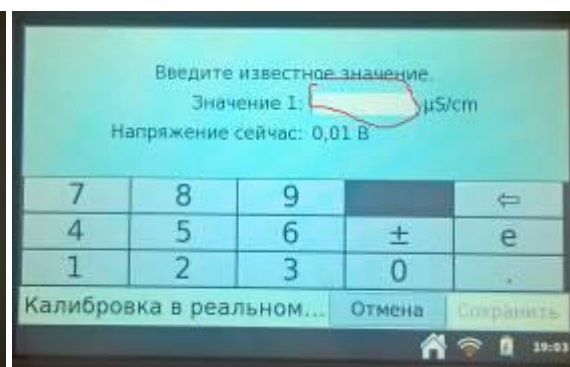 Введите известное значение.
Значение 1: µS/cm
Напряжение сейчас: 0,01 В
7 8 9 ⇦
4 5 6 ± e
1 2 3 0 .
Калибровка в реальном... Отмена Сохранить
19:03